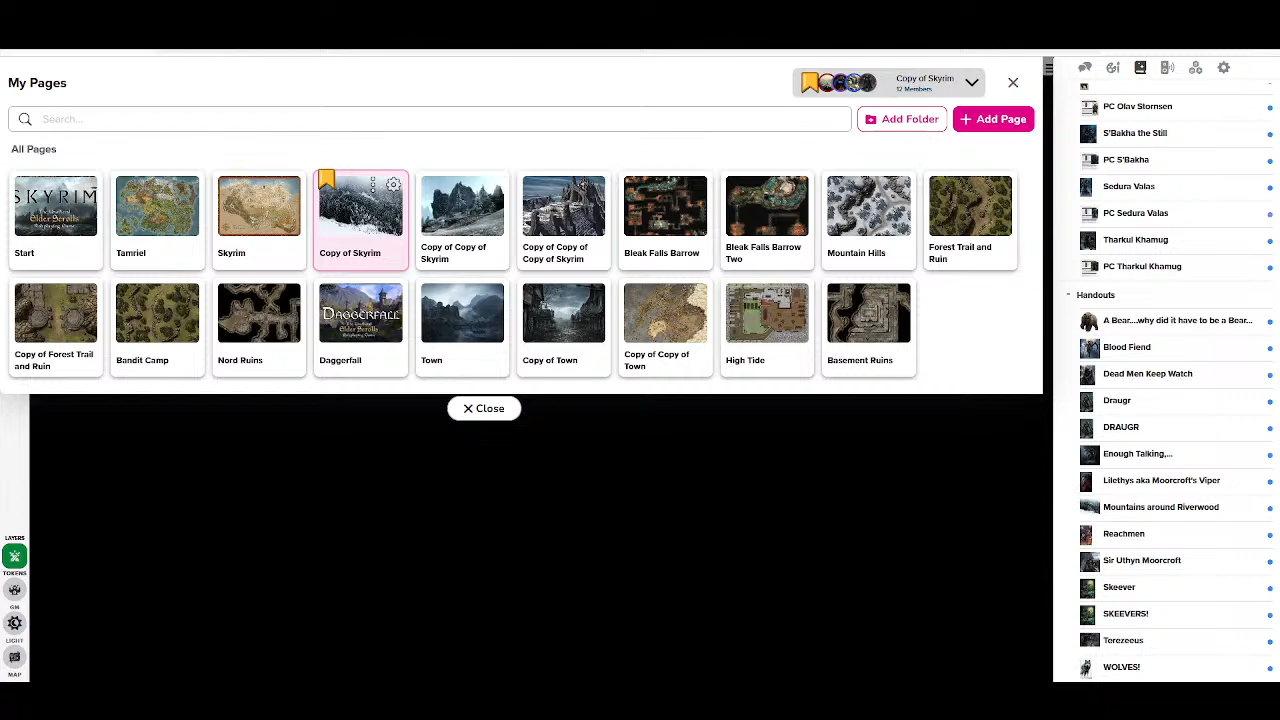 My Pages
Copy of Skyrim
12 Members
Search...
Add Folder
Add Page
All Pages
SKYRIM
The Unofficial
Elder Scrolls
Roleplaying Game
Start
Tamriel
Skyrim
Copy of Skyrim
Copy of Copy of
Skyrim
Copy of Copy of
Copy of Skyrim
Bleak Falls Barrow
Bleak Falls Barrow
Two
Mountain Hills
Forest Trail and
Ruin
Copy of Forest Trail
and Ruin
Bandit Camp
Nord Ruins
DAGGERFALL
Daggerfall
Town
Copy of Town
Copy of Copy of
Town
High Tide
Basement Ruins
Close
LAYERS
TOKENS
GM
LIGHT
MAP
PC Olav Stornsen
S'Bakha the Still
PC S'Bakha
Sedura Valas
PC Sedura Valas
Tharkul Khamug
PC Tharkul Khamug
Handouts
A Bear....why did it have to be a Bear...
Blood Fiend
Dead Men Keep Watch
Draugr
DRAUGR
Enough Talking,...
Lilethys aka Moorcroft's Viper
Mountains around Riverwood
Reachmen
Sir Uthyn Moorcroft
Skeever
SKEEVERS!
Terezeeus
WOLVES!